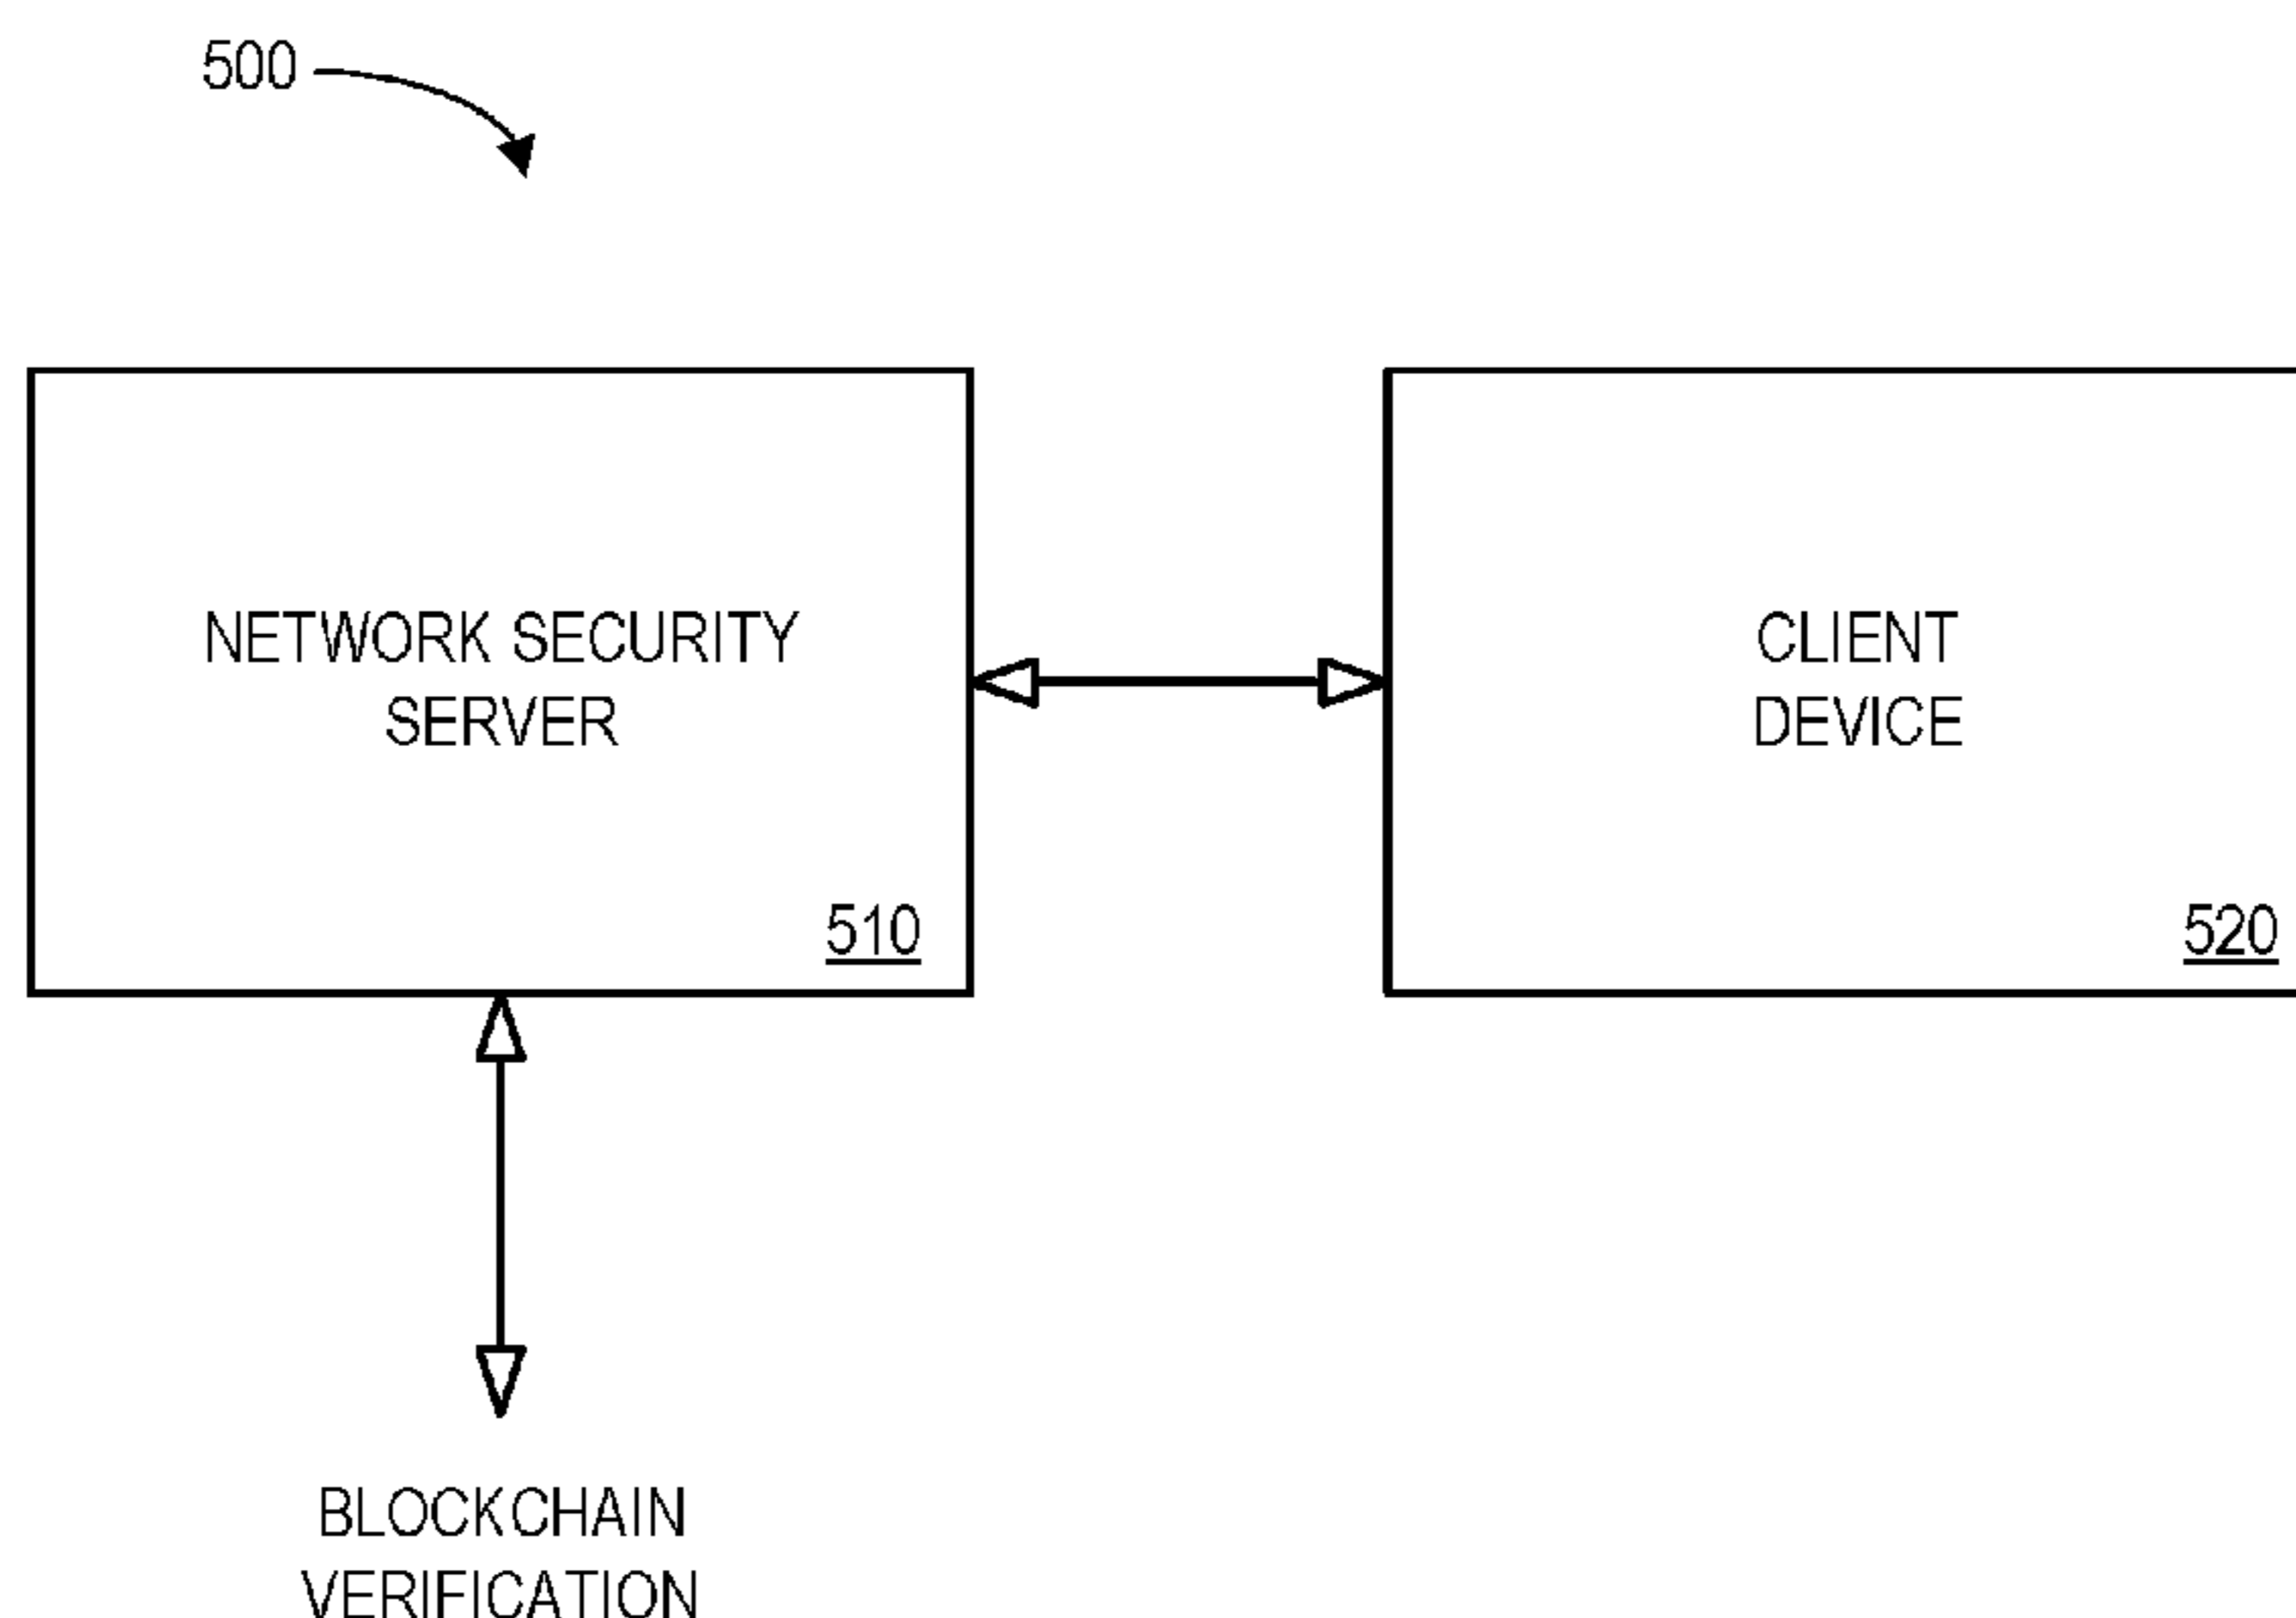 500
NETWORK SECURITY
SERVER
510
CLIENT
DEVICE
520
BLOCKCHAIN
VERIFICATION